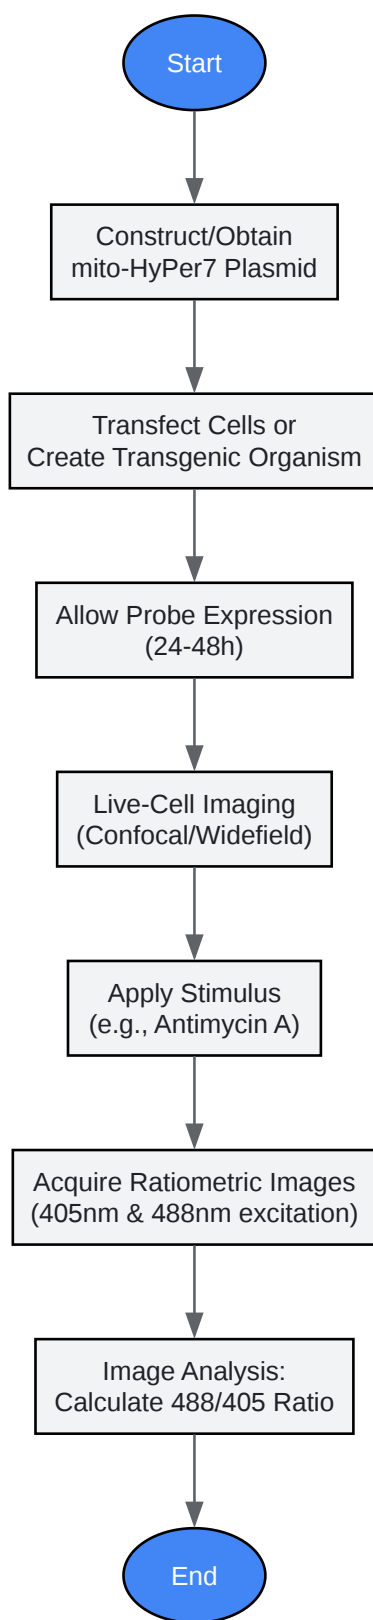 Start
Construct/Obtain
mito-HyPer7 Plasmid
Transfect Cells or
Create Transgenic Organism
Allow Probe Expression
(24-48h)
Live-Cell Imaging
(Confocal/Widefield)
Apply Stimulus
(e.g., Antimycin A)
Acquire Ratiometric Images
(405nm & 488nm excitation)
Image Analysis:
Calculate 488/405 Ratio
End